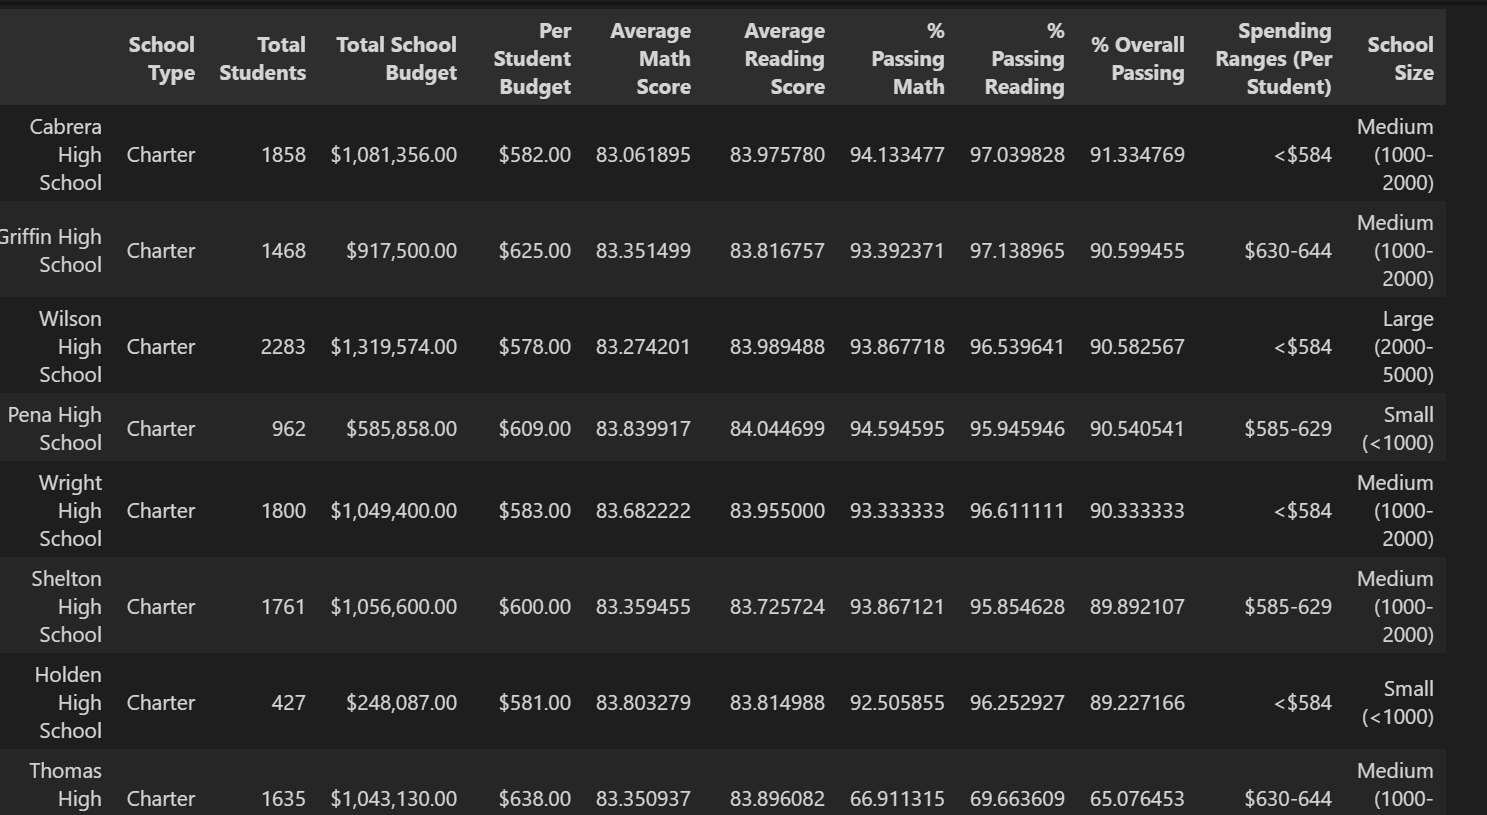 School Type Total Students Total School Budget Per Student Budget Average Math Score Average Reading Score % Passing Math % Passing Reading % Overall Passing Spending Ranges (Per Student) School Size
Cabrera High School Charter 1858 $1,081,356.00 $582.00 83.061895 83.975780 94.133477 97.039828 91.334769 <$584 Medium (1000-2000)
Griffin High School Charter 1468 $917,500.00 $625.00 83.351499 83.816757 93.392371 97.138965 90.599455 $630-644 Medium (1000-2000)
Wilson High School Charter 2283 $1,319,574.00 $578.00 83.274201 83.989488 93.867718 96.539641 90.582567 <$584 Large (2000-5000)
Pena High School Charter 962 $585,858.00 $609.00 83.839917 84.044699 94.594595 95.945946 90.540541 $585-629 Small (<1000)
Wright High School Charter 1800 $1,049,400.00 $583.00 83.682222 83.955000 93.333333 96.611111 90.333333 <$584 Medium (1000-2000)
Shelton High School Charter 1761 $1,056,600.00 $600.00 83.359455 83.725724 93.867121 95.854628 89.892107 $585-629 Medium (1000-2000)
Holden High School Charter 427 $248,087.00 $581.00 83.803279 83.814988 92.505855 96.252927 89.227166 <$584 Small (<1000)
Thomas High Charter 1635 $1,043,130.00 $638.00 83.350937 83.896082 66.911315 69.663609 65.076453 $630-644 Medium (1000-